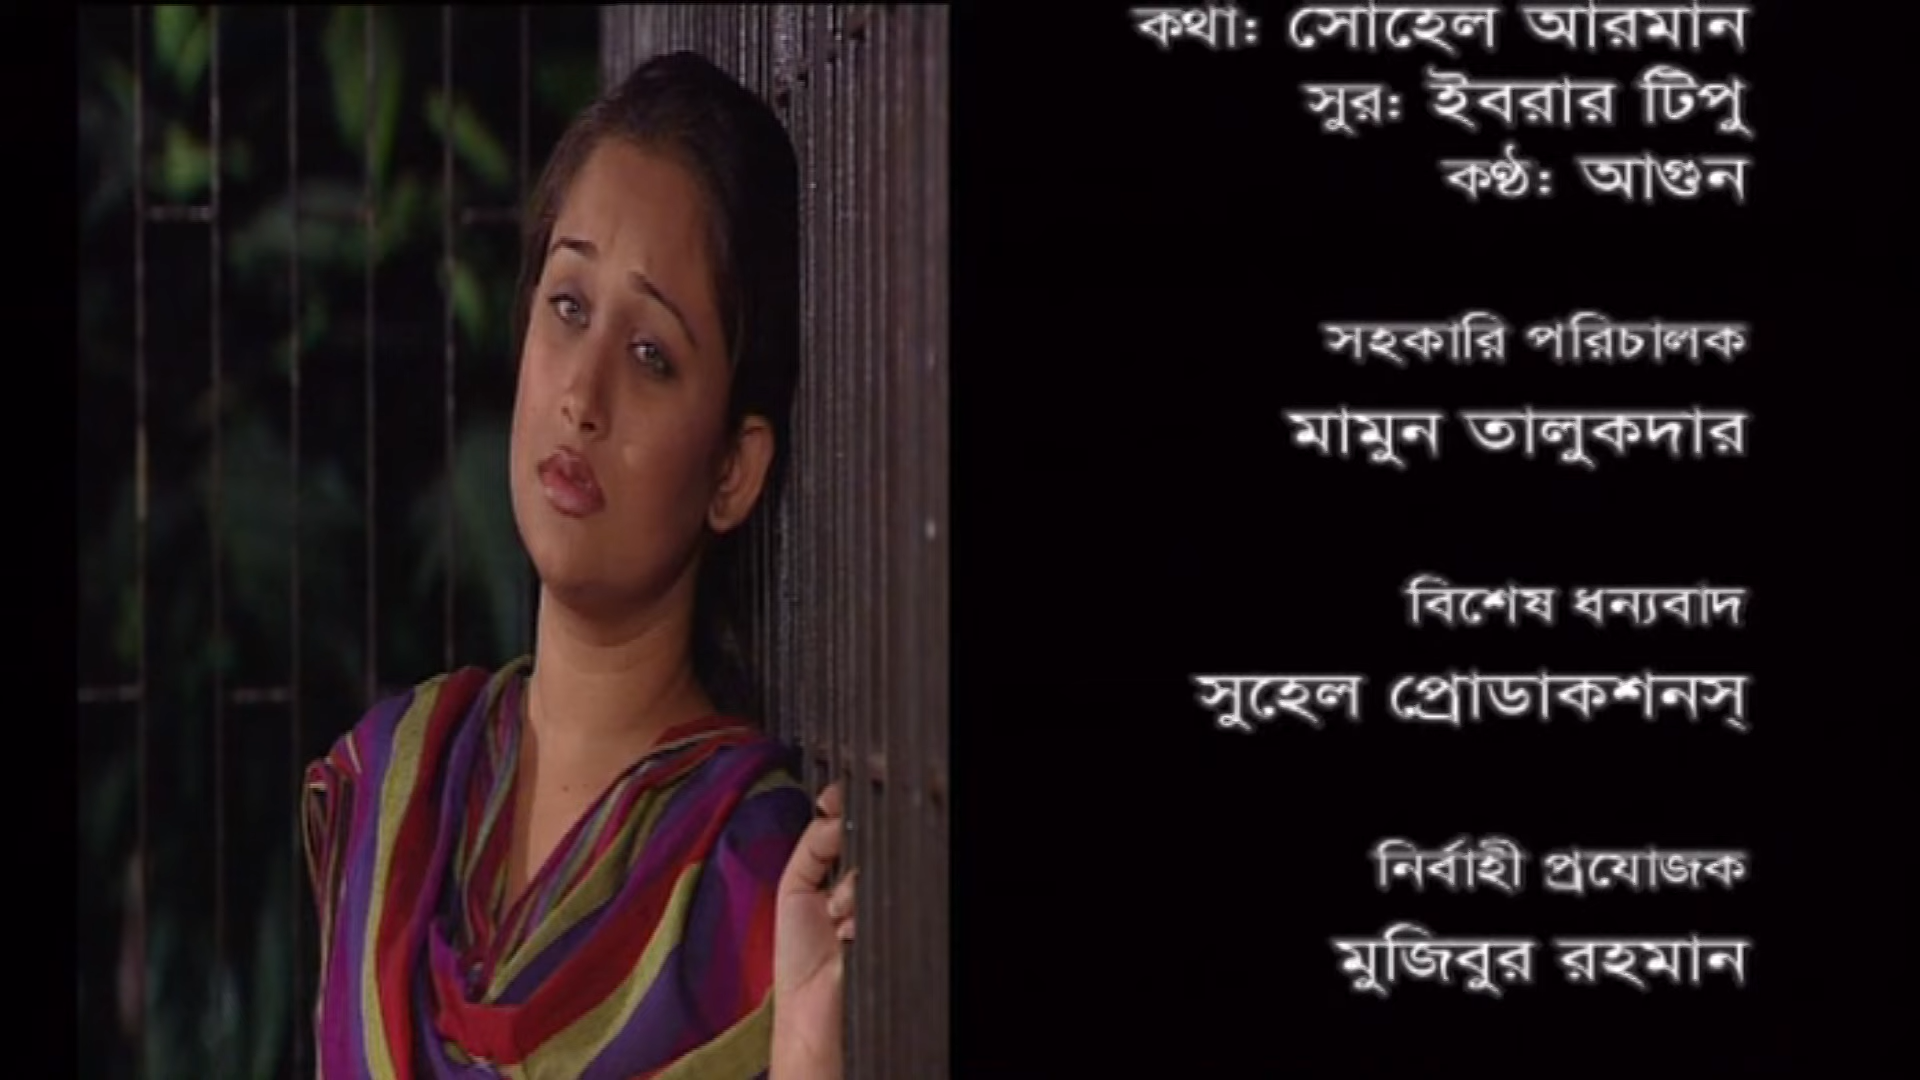 কথা: সোহেল আরমান
সুর: ইবরার টিপু
কণ্ঠ: আগুন
সহকারি পরিচালক
মামুন তালুকদার
বিশেষ ধন্যবাদ
সুহেল প্রোডাকশনস্
নির্বাহী প্রযোজক
মুজিবুর রহমান